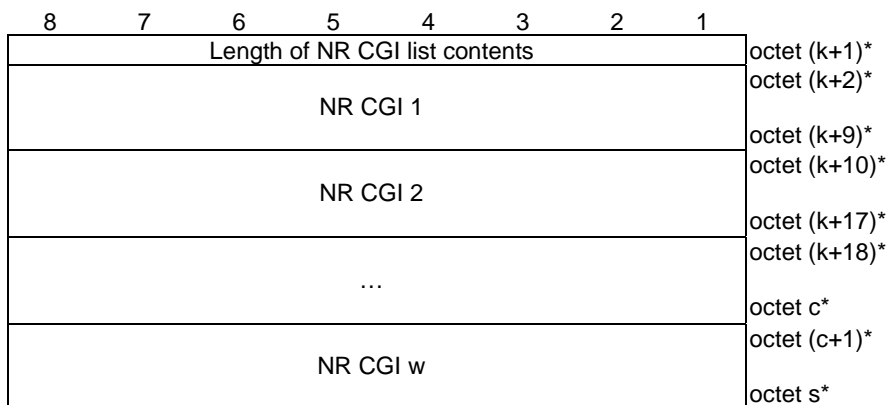 8 7 6 5 4 3 2 1
Length of NR CGI list contents octet (k+1)*
octet (k+2)*
NR CGI 1
octet (k+9)*
octet (k+10)*
NR CGI 2
octet (k+17)*
octet (k+18)*
…
octet c*
octet (c+1)*
NR CGI w
octet s*